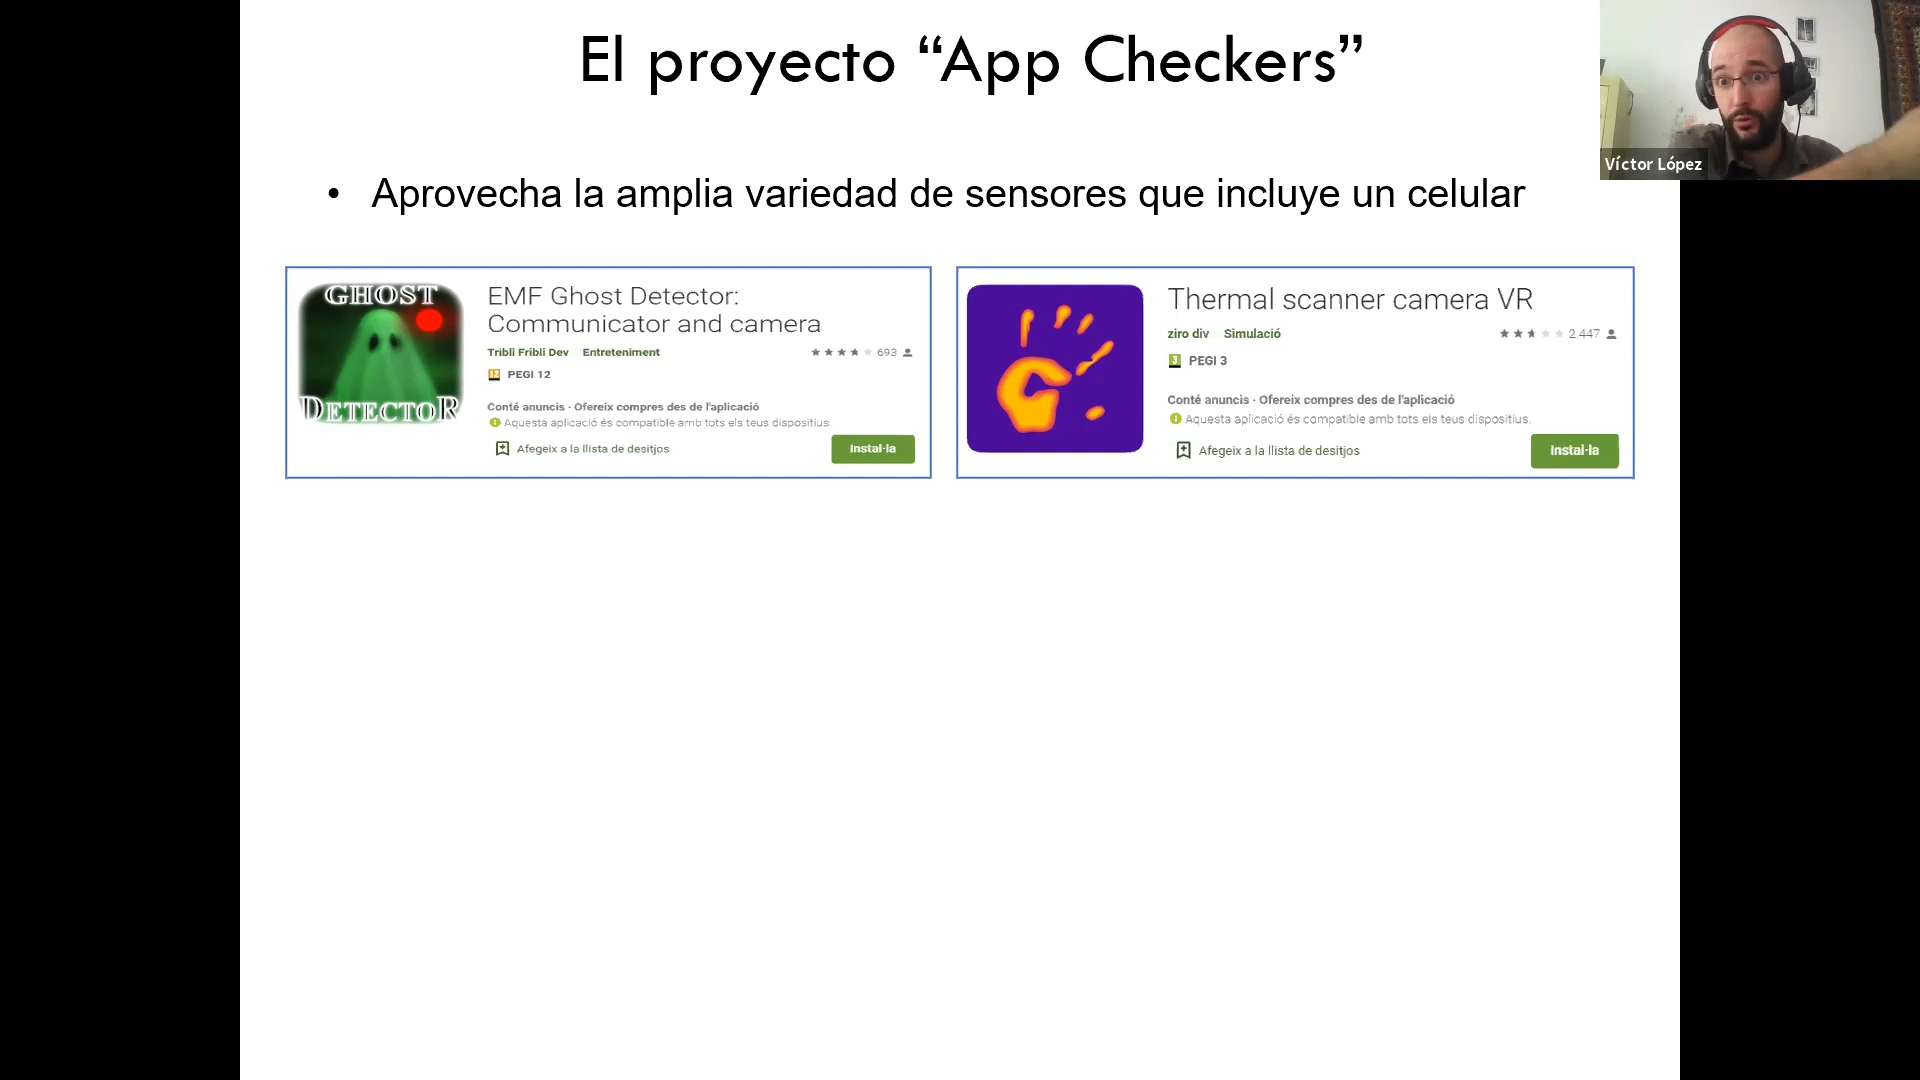 El proyecto “App Checkers”
Víctor López
• Aprovecha la amplia variedad de sensores que incluye un celular
GHOST
DETECTOR
EMF Ghost Detector:
Communicator and camera
Tribli Fribli Dev Entreteniment
693
12 PEGI 12
Conté anuncis · Ofereix compres des de l'aplicació
Aquesta aplicació és compatible amb tots els teus dispositius.
Afegeix a la llista de desitjos
Instal·la
Thermal scanner camera VR
ziro div Simulació
2.447
3 PEGI 3
Conté anuncis · Ofereix compres des de l'aplicació
Aquesta aplicació és compatible amb tots els teus dispositius.
Afegeix a la llista de desitjos
Instal·la